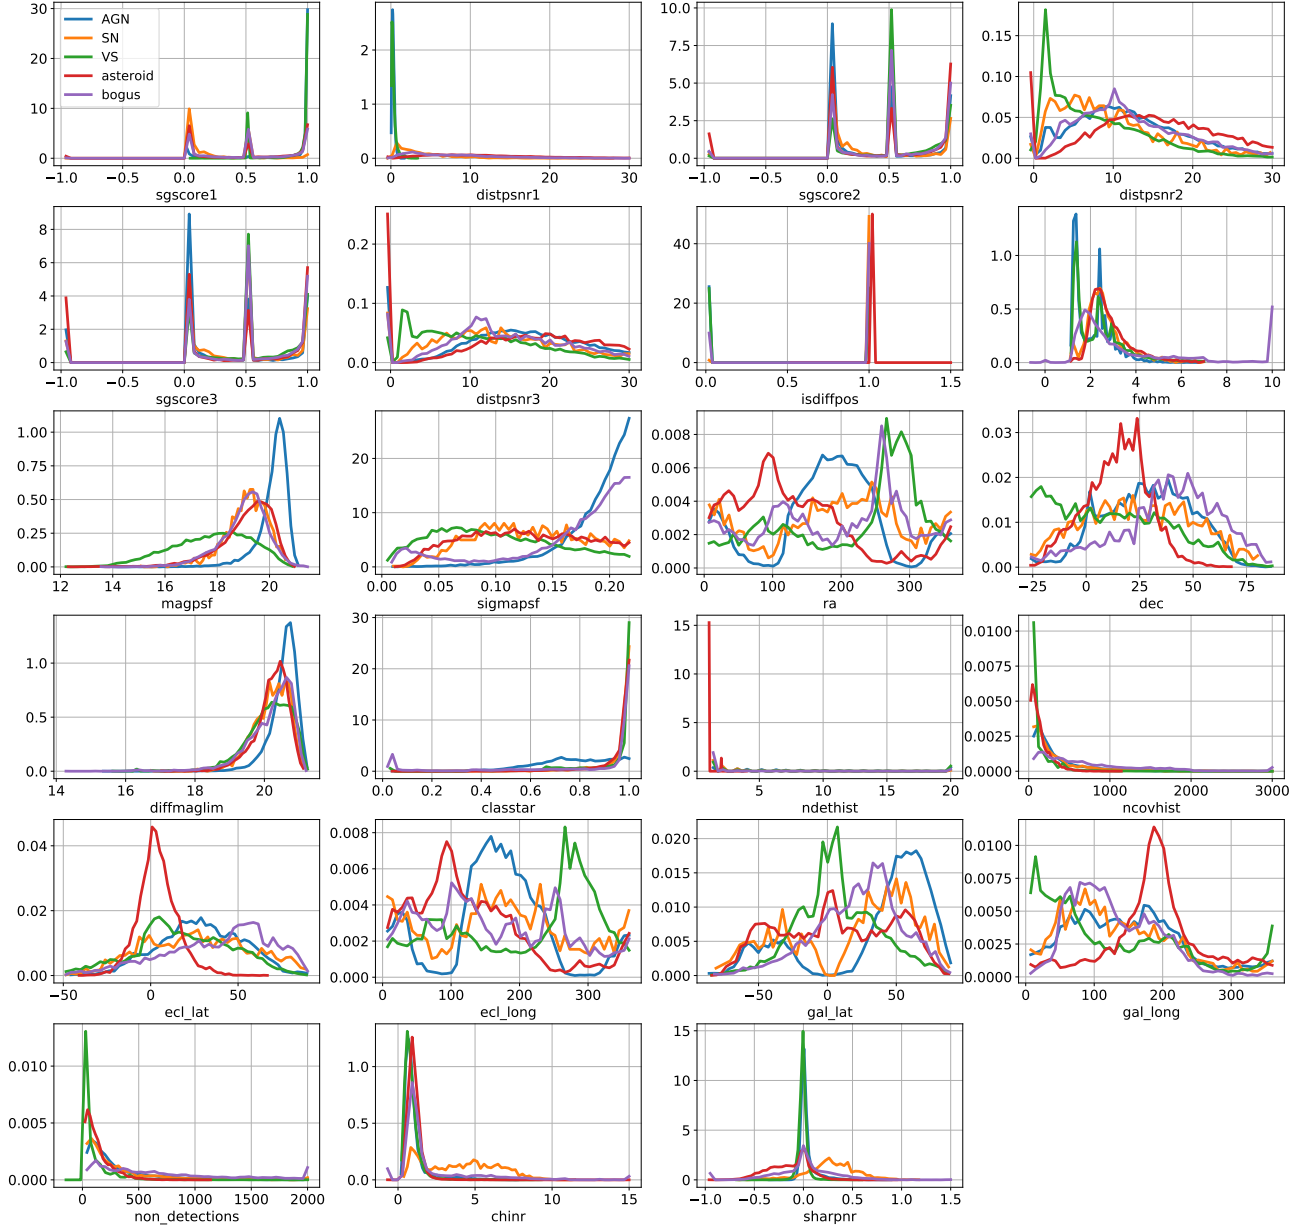 30
20
10
0
AGN
SN
VS
asteroid
bogus
−1.0 −0.5 0.0 0.5 1.0
sgscore1
2
1
0
0 10 20 30
distpsnr1
10.0
7.5
5.0
2.5
0.0
−1.0 −0.5 0.0 0.5 1.0
sgscore2
0.15
0.10
0.05
0.00
0 10 20 30
distpsnr2
8
6
4
2
0
−1.0 −0.5 0.0 0.5 1.0
sgscore3
0.2
0.1
0.0
0 10 20 30
distpsnr3
40
20
0
0.0 0.5 1.0 1.5
isdiffpos
1.0
0.5
0.0
0 2 4 6 8 10
fwhm
1.00
0.75
0.50
0.25
0.00
12 14 16 18 20
magpsf
20
10
0
0.00 0.05 0.10 0.15 0.20
sigmapsf
0.008
0.006
0.004
0.002
0.000
0 100 200 300
ra
0.03
0.02
0.01
0.00
−25 0 25 50 75
dec
1.0
0.5
0.0
14 16 18 20
diffmaglim
30
20
10
0
0.0 0.2 0.4 0.6 0.8 1.0
classtar
15
10
5
0
5 10 15 20
ndethist
0.0100
0.0075
0.0050
0.0025
0.0000
0 1000 2000 3000
ncovhist
0.04
0.02
0.00
−50 0 50
ecl_lat
0.008
0.006
0.004
0.002
0.000
0 100 200 300
ecl_long
0.020
0.015
0.010
0.005
0.000
−50 0 50
gal_lat
0.0100
0.0075
0.0050
0.0025
0.0000
0 100 200 300
gal_long
0.010
0.005
0.000
0 1000 2000
non_detections
1.0
0.5
0.0
0 5 10 15
chinr
15
10
5
0
−1.0 −0.5 0.0 0.5 1.0 1.5
sharpnr